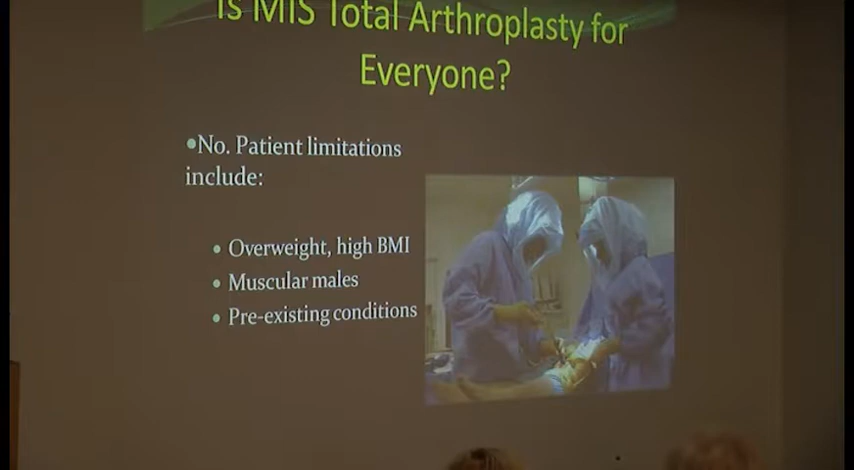 Is MIS Total Arthroplasty for
Everyone?
•No. Patient limitations
include:
• Overweight, high BMI
• Muscular males
• Pre-existing conditions